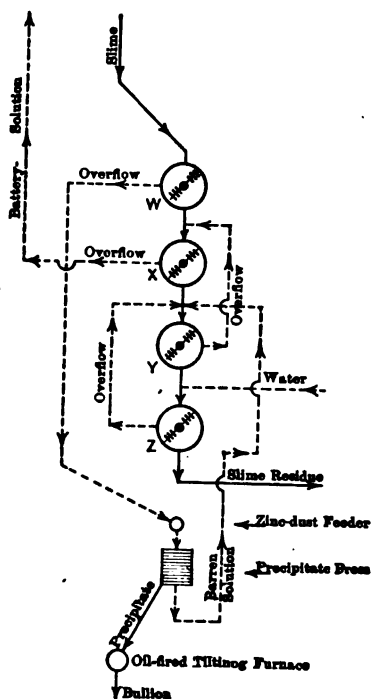 Battery-Solution
Slime
Overflow
W
Overflow
X
Overflow
Y
Overflow
Water
Z
Slime Residue
Zinc-dust Feeder
Barren
Solution
Precipitate Press
Precipitate
Oil-fired Tilting Furnace
Bullion